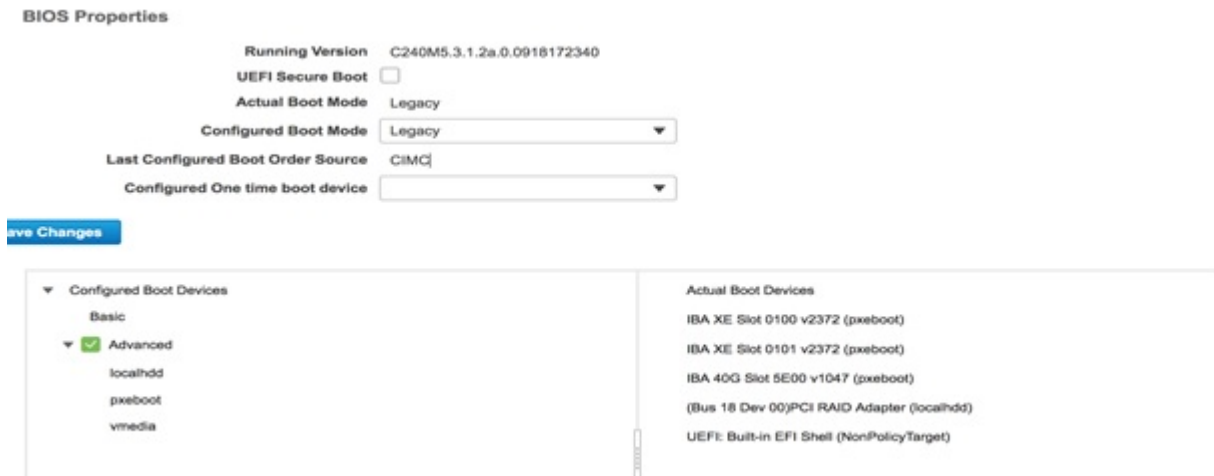 BIOS Properties
Running Version C240M5.3.1.2a.0.0918172340
UEFI Secure Boot
Actual Boot Mode Legacy
Configured Boot Mode Legacy
Last Configured Boot Order Source CIMC
Configured One time boot device
ave Changes
Configured Boot Devices
Basic
Advanced
localhdd
pxeboot
vmedia
Actual Boot Devices
IBA XE Slot 0100 v2372 (pxeboot)
IBA XE Slot 0101 v2372 (pxeboot)
IBA 40G Slot 5E00 v1047 (pxeboot)
(Bus 18 Dev 00)PCI RAID Adapter (localhdd)
UEFI: Built-in EFI Shell (NonPolicyTarget)